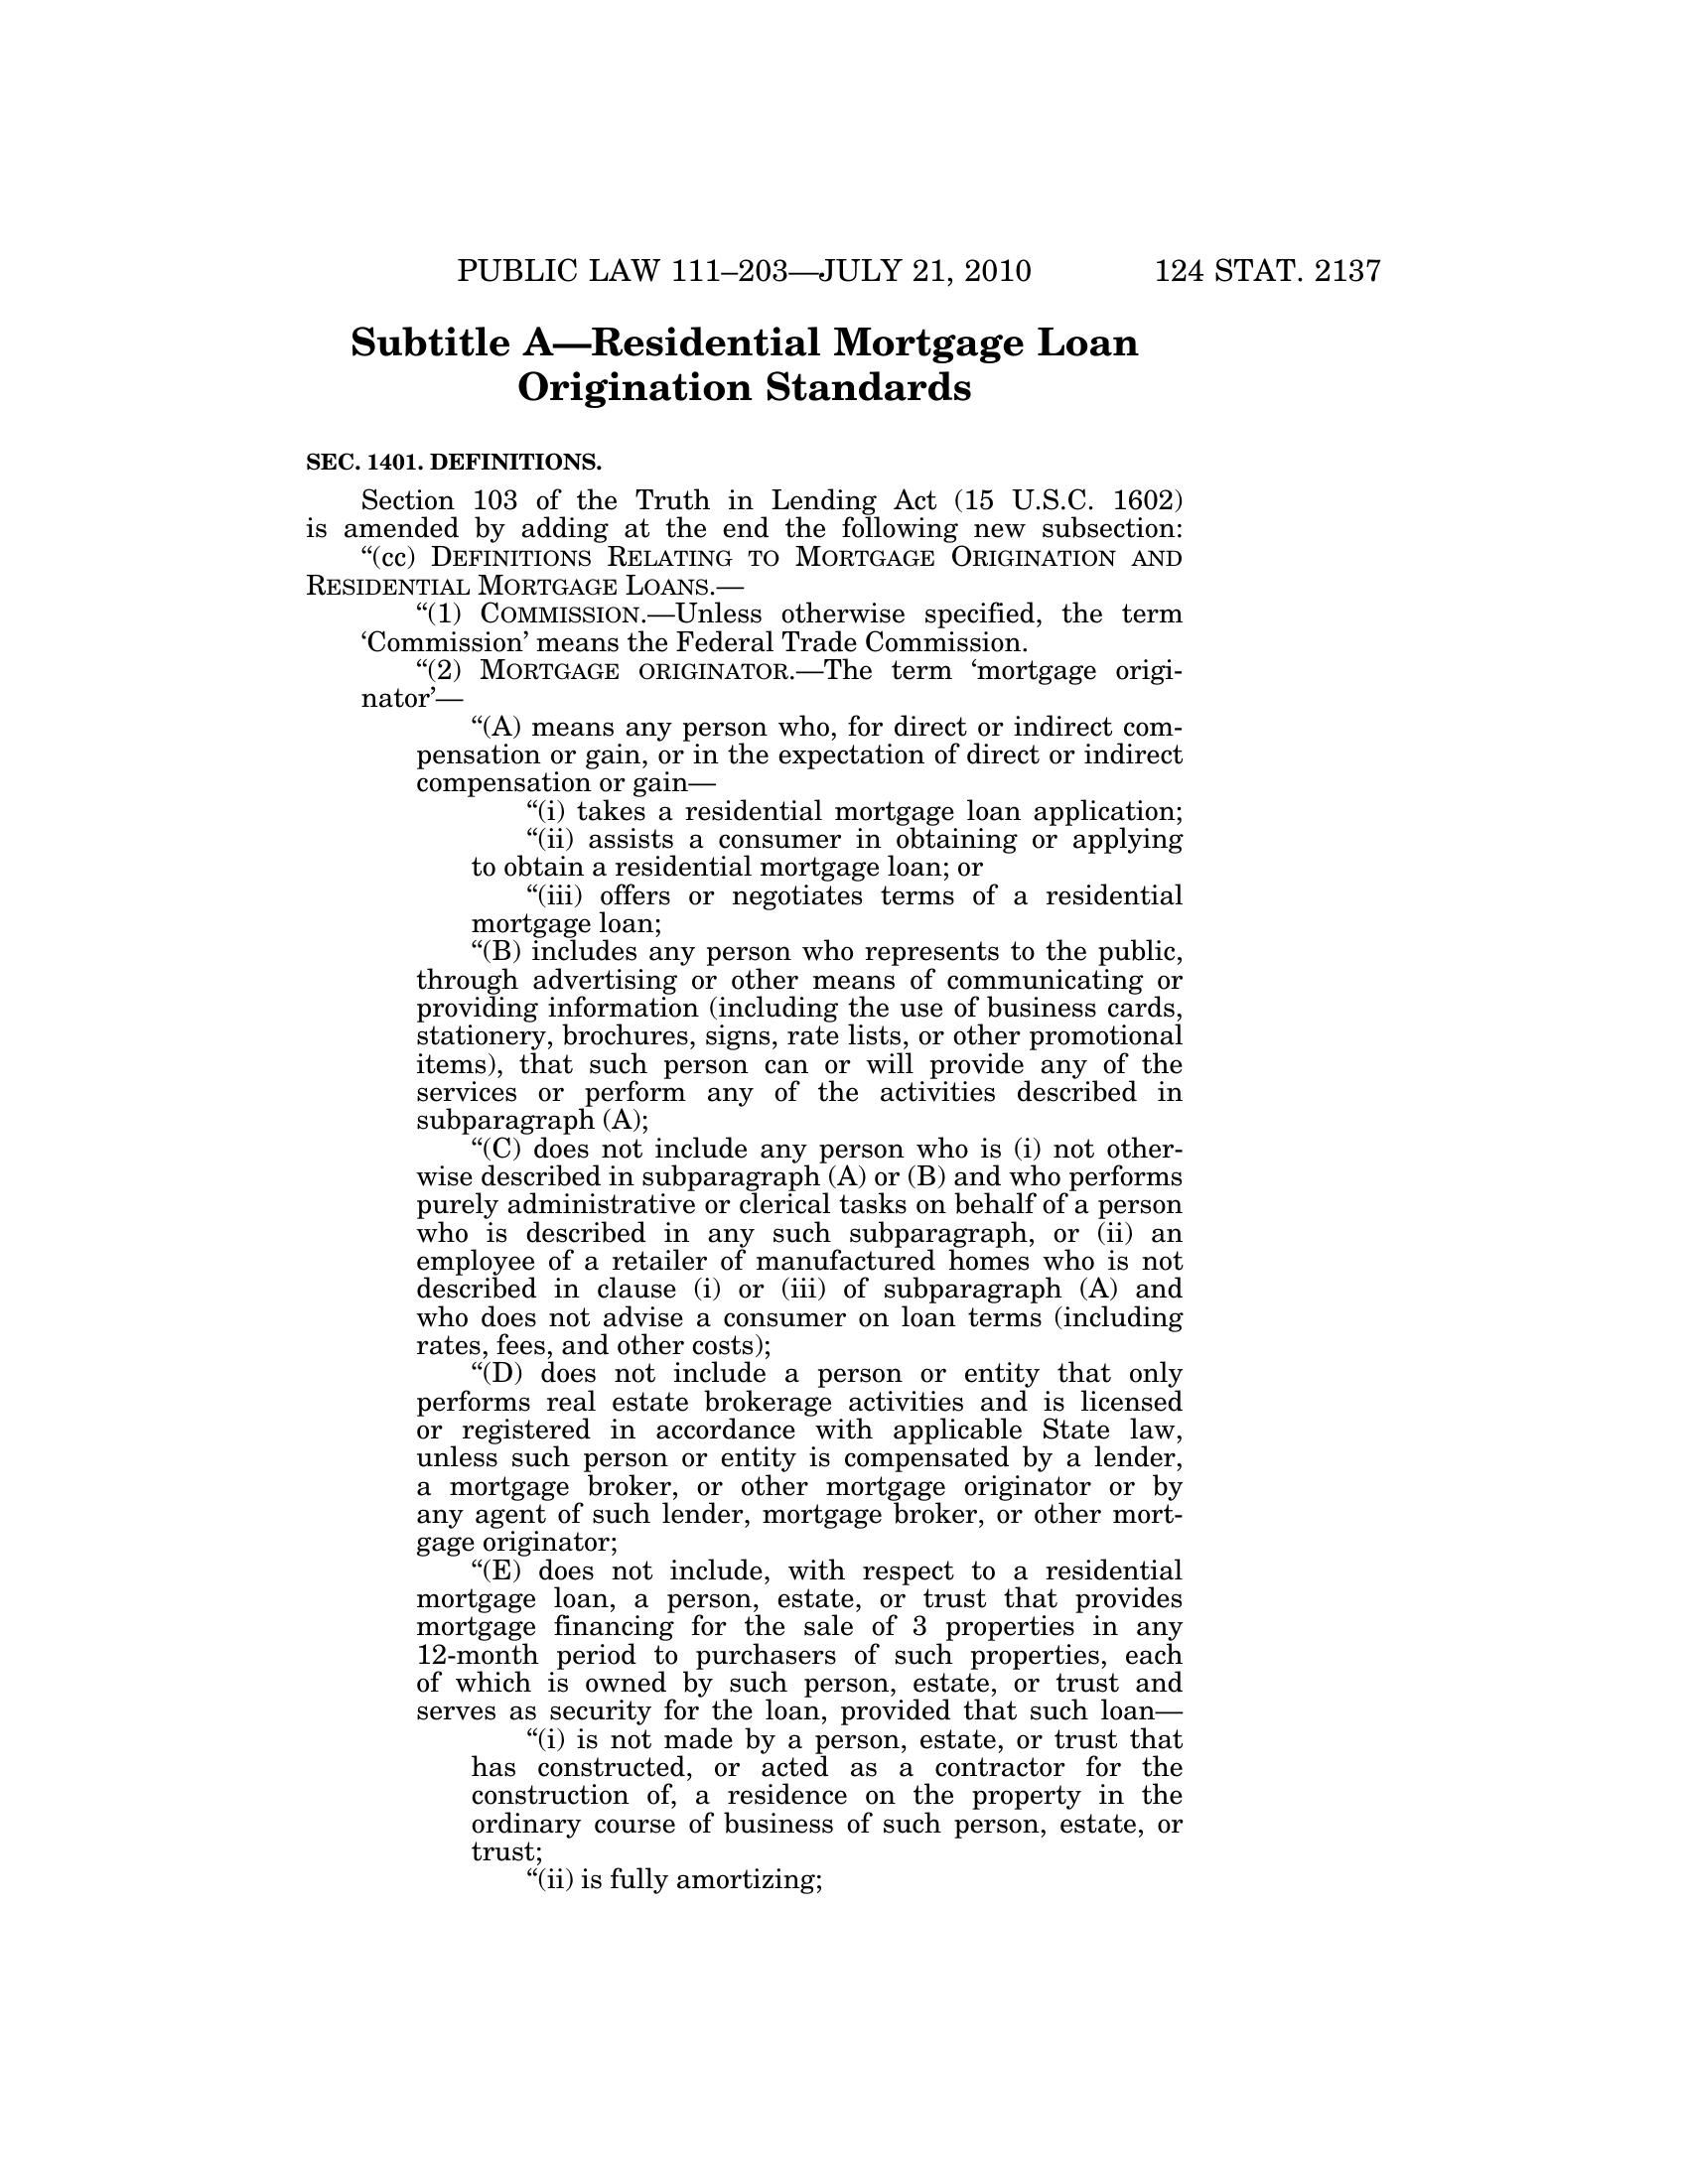 PUBLIC LAW 111–203—JULY 21, 2010 124 STAT. 2137
Subtitle A—Residential Mortgage Loan
Origination Standards
SEC. 1401. DEFINITIONS.
Section 103 of the Truth in Lending Act (15 U.S.C. 1602)
is amended by adding at the end the following new subsection:
“(cc) DEFINITIONS RELATING TO MORTGAGE ORIGINATION AND
RESIDENTIAL MORTGAGE LOANS.—
“(1) COMMISSION.—Unless otherwise specified, the term
‘Commission’ means the Federal Trade Commission.
“(2) MORTGAGE ORIGINATOR.—The term ‘mortgage origi-
nator’—
“(A) means any person who, for direct or indirect com-
pensation or gain, or in the expectation of direct or indirect
compensation or gain—
“(i) takes a residential mortgage loan application;
“(ii) assists a consumer in obtaining or applying
to obtain a residential mortgage loan; or
“(iii) offers or negotiates terms of a residential
mortgage loan;
“(B) includes any person who represents to the public,
through advertising or other means of communicating or
providing information (including the use of business cards,
stationery, brochures, signs, rate lists, or other promotional
items), that such person can or will provide any of the
services or perform any of the activities described in
subparagraph (A);
“(C) does not include any person who is (i) not other-
wise described in subparagraph (A) or (B) and who performs
purely administrative or clerical tasks on behalf of a person
who is described in any such subparagraph, or (ii) an
employee of a retailer of manufactured homes who is not
described in clause (i) or (iii) of subparagraph (A) and
who does not advise a consumer on loan terms (including
rates, fees, and other costs);
“(D) does not include a person or entity that only
performs real estate brokerage activities and is licensed
or registered in accordance with applicable State law,
unless such person or entity is compensated by a lender,
a mortgage broker, or other mortgage originator or by
any agent of such lender, mortgage broker, or other mort-
gage originator;
“(E) does not include, with respect to a residential
mortgage loan, a person, estate, or trust that provides
mortgage financing for the sale of 3 properties in any
12-month period to purchasers of such properties, each
of which is owned by such person, estate, or trust and
serves as security for the loan, provided that such loan—
“(i) is not made by a person, estate, or trust that
has constructed, or acted as a contractor for the
construction of, a residence on the property in the
ordinary course of business of such person, estate, or
trust;
“(ii) is fully amortizing;